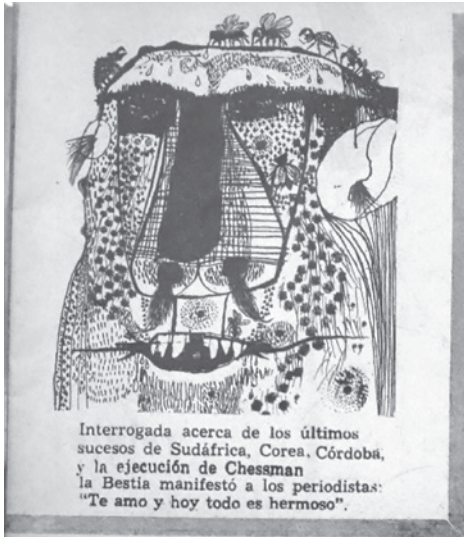 Interrogada acerca de los últimos
sucesos de Sudáfrica, Corea, Córdoba,
y la ejecución de Chessman
la Bestia manifestó a los periodistas:
"Te amo y hoy todo es hermoso".